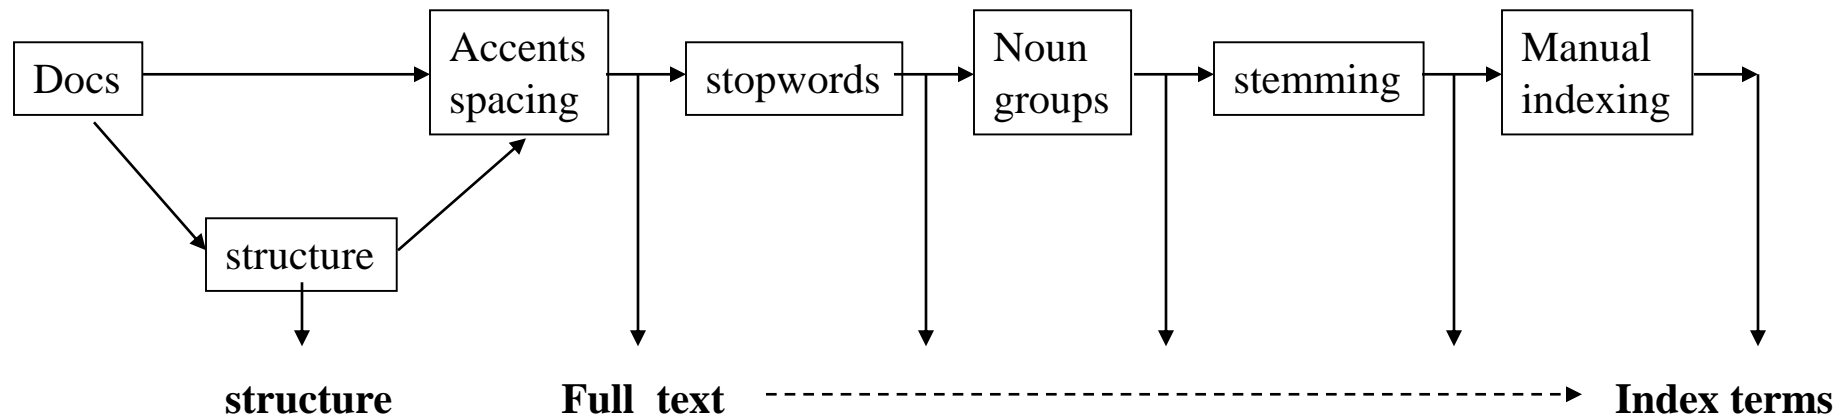 Docs
Accents
spacing
stopwords
Noun
groups
stemming
Manual
indexing
structure
structure
Full text
Index terms